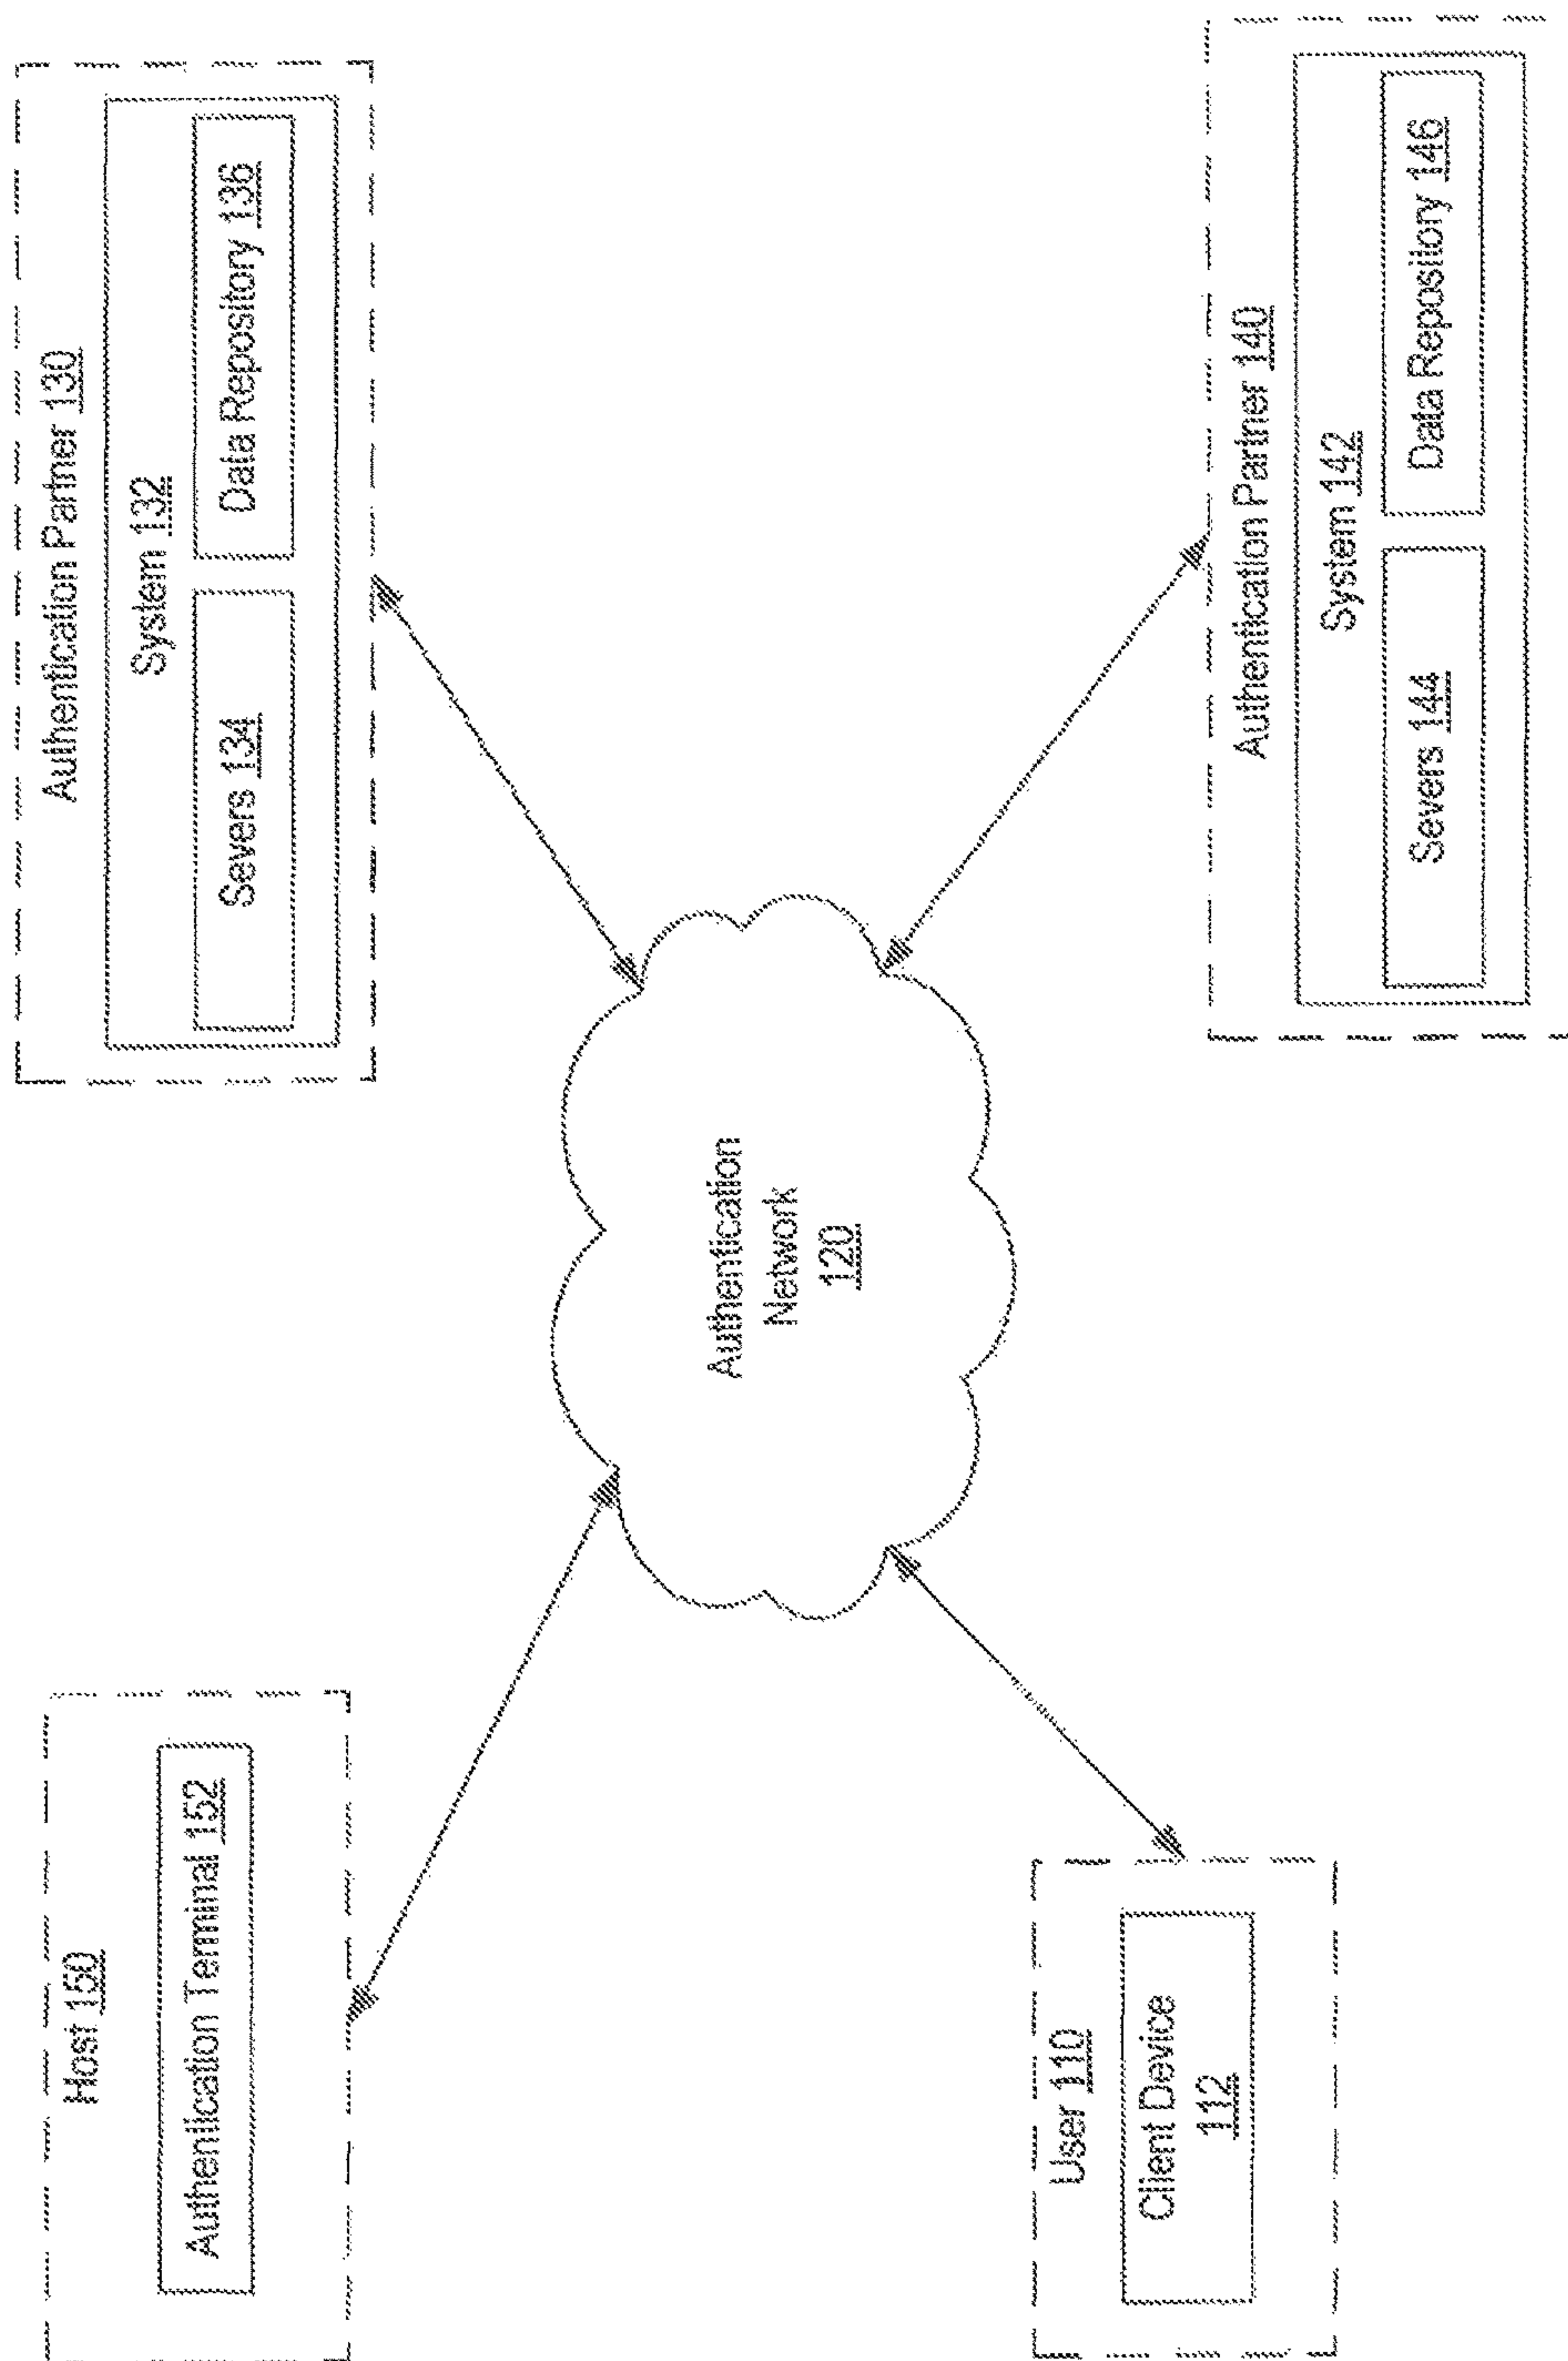 Host 150
Authentication Terminal 152
Authentication Partner 130
System 132
Severs 134
Data Repository 136
Authentication
Network
120
User 110
Client Device
112
Authentication Partner 140
System 142
Severs 144
Data Repository 146